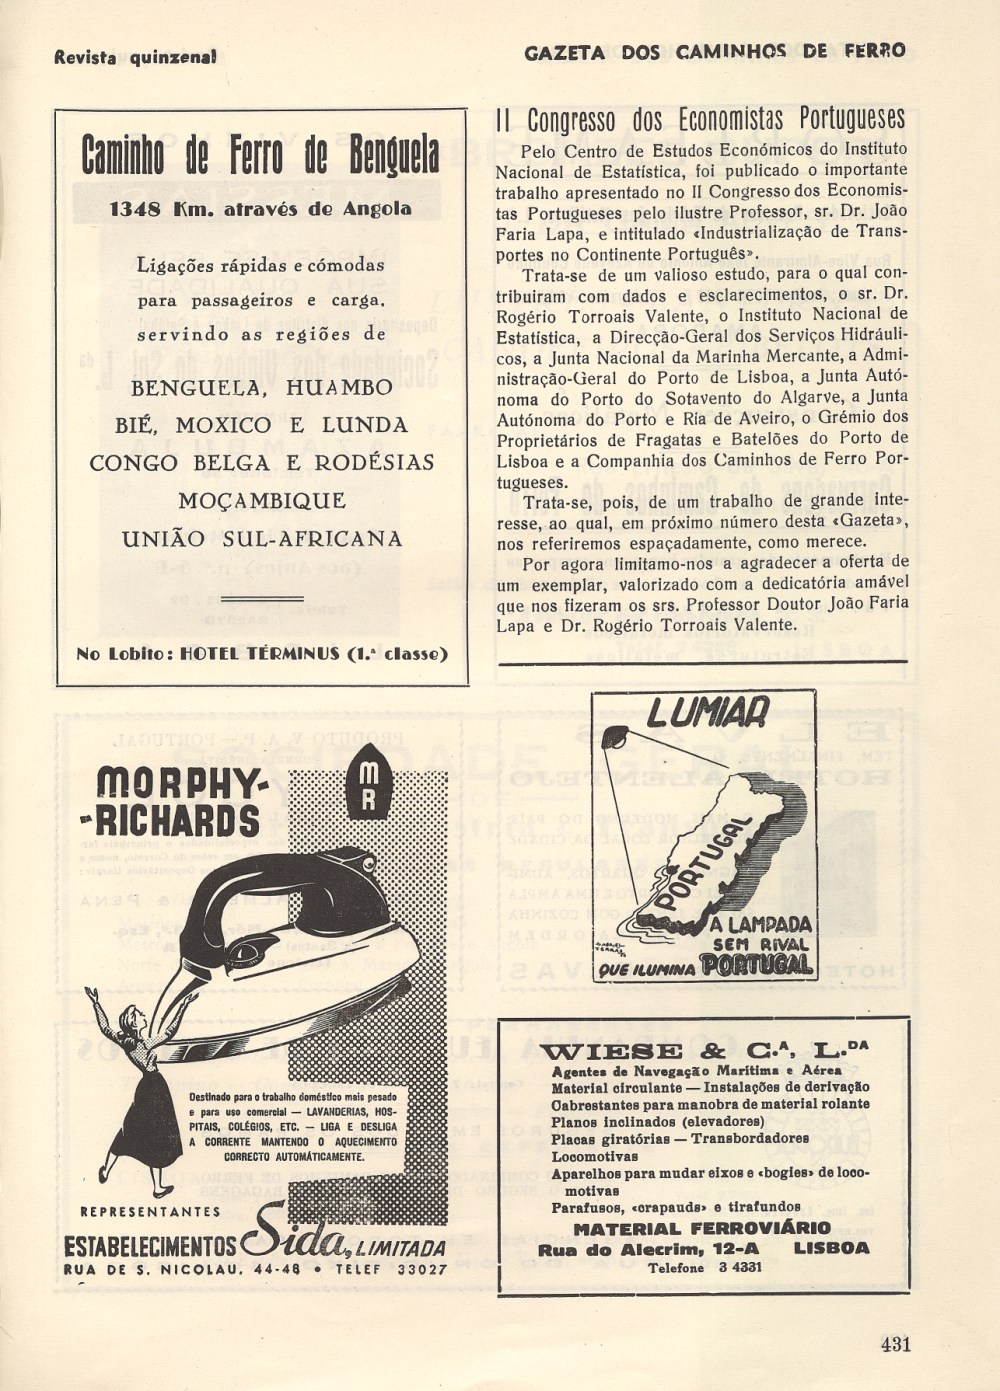 Revista quinzenal
GAZETA DOS CAMINHOS DE FERRO
Caminho de Ferro de Benguela
1348 Km. através de Angola
Ligações rápidas e cómodas
para passageiros e carga,
servindo as regiões de
BENGUELA, HUAMBO
BIÉ, MOXICO E LUNDA
CONGO BELGA E RODÉSIAS
MOÇAMBIQUE
UNIÃO SUL-AFRICANA
No Lobito: HOTEL TÉRMINUS (1.ª classe)
II Congresso dos Economistas Portugueses
Pelo Centro de Estudos Económicos do Instituto
Nacional de Estatística, foi publicado o importante
trabalho apresentado no II Congresso dos Economis-
tas Portugueses pelo ilustre Professor, sr. Dr. João
Faria Lapa, e intitulado «Industrialização de Trans-
portes no Continente Português».
Trata-se de um valioso estudo, para o qual con-
tribuiram com dados e esclarecimentos, o sr. Dr.
Rogério Torroais Valente, o Instituto Nacional de
Estatística, a Direcção-Geral dos Serviços Hidráuli-
cos, a Junta Nacional da Marinha Mercante, a Admi-
nistração-Geral do Porto de Lisboa, a Junta Autó-
noma do Porto do Sotavento do Algarve, a Junta
Autónoma do Porto e Ria de Aveiro, o Grémio dos
Proprietários de Fragatas e Batelões do Porto de
Lisboa e a Companhia dos Caminhos de Ferro Por-
tugueses.
Trata-se, pois, de um trabalho de grande inte-
resse, ao qual, em próximo número desta «Gazeta»,
nos referiremos espaçadamente, como merece.
Por agora limitamo-nos a agradecer a oferta de
um exemplar, valorizado com a dedicatória amável
que nos fizeram os srs. Professor Doutor João Faria
Lapa e Dr. Rogério Torroais Valente.
MORPHY-
-RICHARDS
MR
Destinado para o trabalho doméstico mais pesado
e para uso comercial — LAVANDERIAS, HOS-
PITAIS, COLÉGIOS, ETC. — LIGA E DESLIGA
A CORRENTE MANTENDO O AQUECIMENTO
CORRECTO AUTOMÁTICAMENTE.
REPRESENTANTES
ESTABELECIMENTOS Sida, LIMITADA
RUA DE S. NICOLAU, 44-48 • TELEF 33027
LUMIAR
PORTUGAL
A LAMPADA
SEM RIVAL
QUE ILUMINA PORTUGAL
WIESE & C.A, L.DA
Agentes de Navegação Marítima e Aérea
Material circulante — Instalações de derivação
Cabrestantes para manobra de material rolante
Planos inclinados (elevadores)
Placas giratórias — Transbordadores
Locomotivas
Aparelhos para mudar eixos e «bogies» de loco-
motivas
Parafusos, «crapauds» e tirafundos
MATERIAL FERROVIÁRIO
Rua do Alecrim, 12-A LISBOA
Telefone 3 4331
431